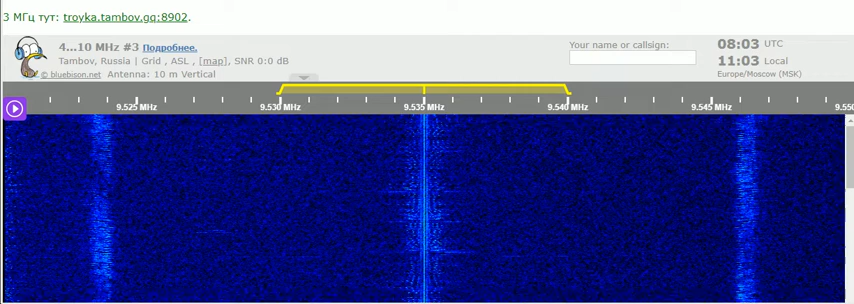 3 МГц тут: troyka.tambov.gq:8902.
4...10 MHz #3 Подробнее.
Tambov, Russia | Grid , ASL , [map], SNR 0:0 dB
© bluebison.net Antenna: 10 m Vertical
Your name or callsign:
08:03 UTC
11:03 Local
Europe/Moscow (MSK)
9.525 MHz 9.530 MHz 9.535 MHz 9.540 MHz 9.545 MHz 9.550